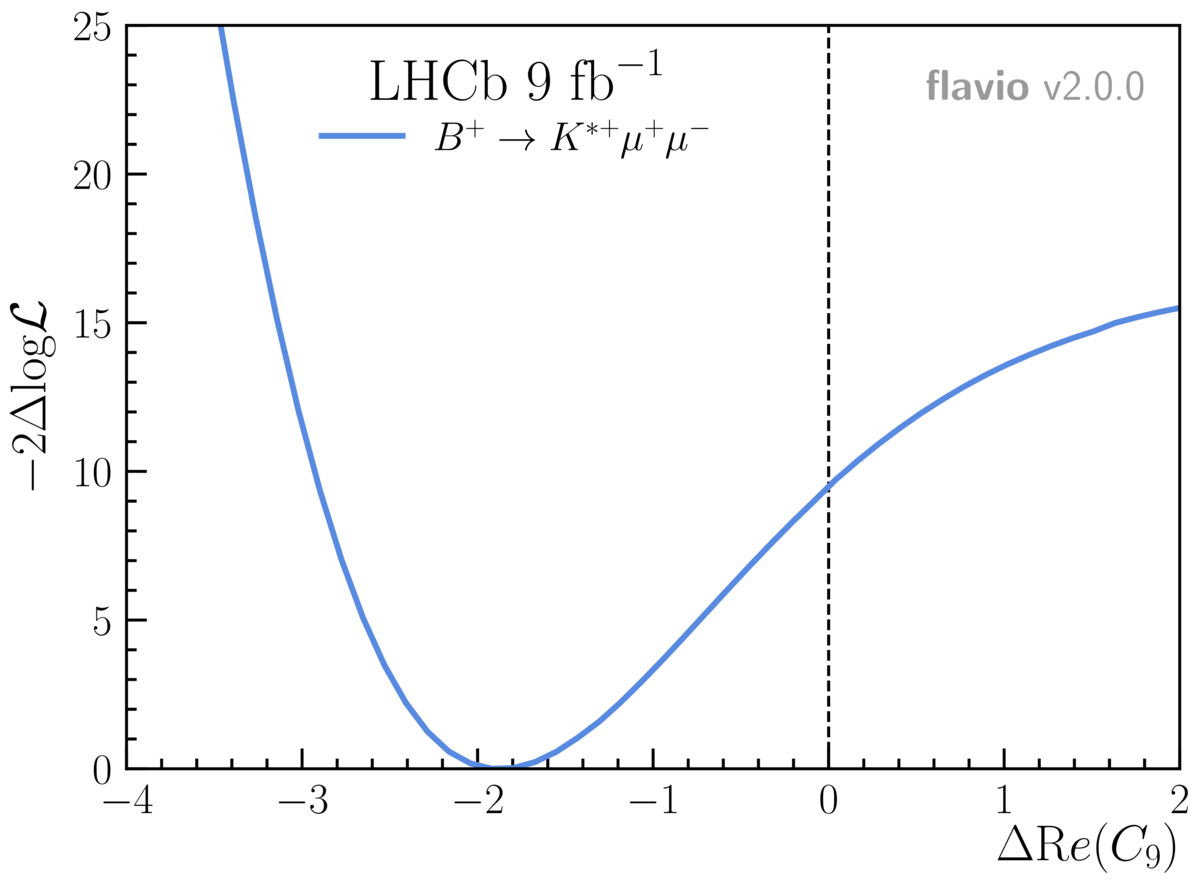 LHCb 9 fb⁻¹
B⁺ → K*⁺μ⁺μ⁻
flavio v2.0.0
25
20
15
10
5
0
−2Δlogℒ
−4 −3 −2 −1 0 1 2
ΔRe(C₉)